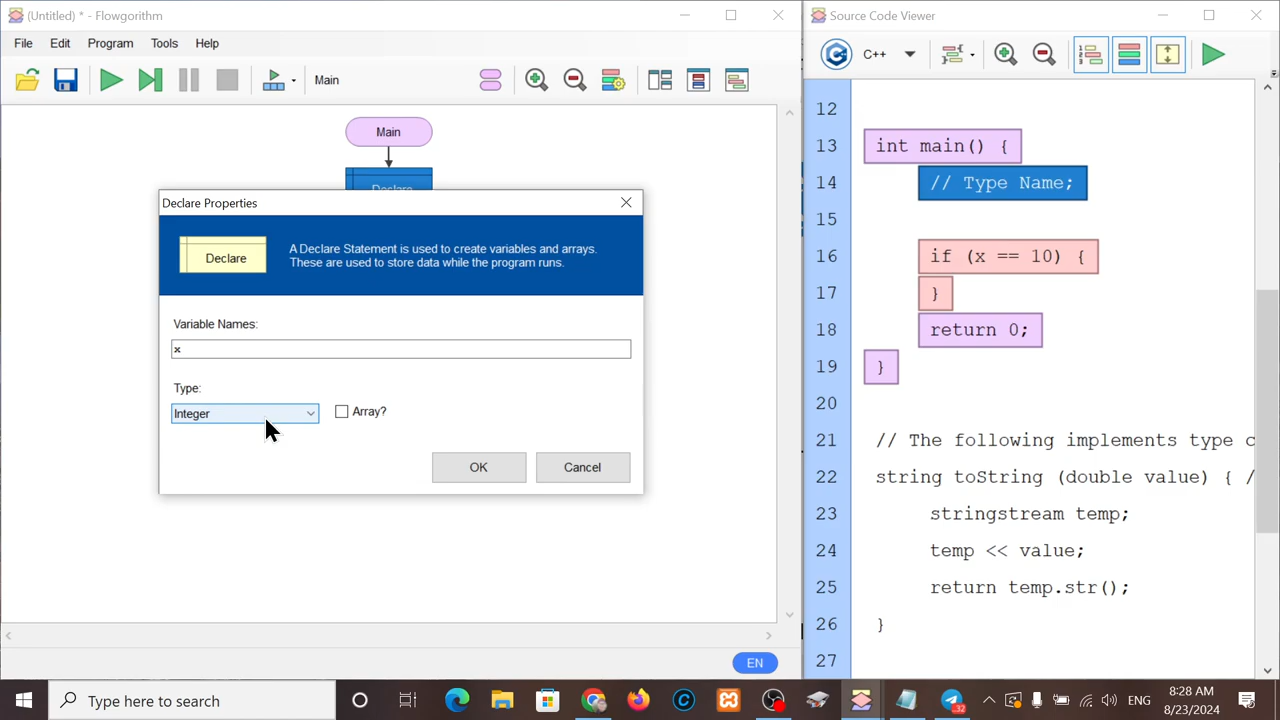 (Untitled) * - Flowgorithm
File Edit Program Tools Help
Main
Main
Declare
Declare Properties
Declare
A Declare Statement is used to create variables and arrays.
These are used to store data while the program runs.
Variable Names:
x
Type:
Integer
Array?
OK Cancel
EN
Source Code Viewer
C++
12
13 int main() {
14 // Type Name;
15
16 if (x == 10) {
17 }
18 return 0;
19 }
20
21 // The following implements type c
22 string toString (double value) { /
23 stringstream temp;
24 temp << value;
25 return temp.str();
26 }
27
Type here to search
32
ENG
8:28 AM
8/23/2024